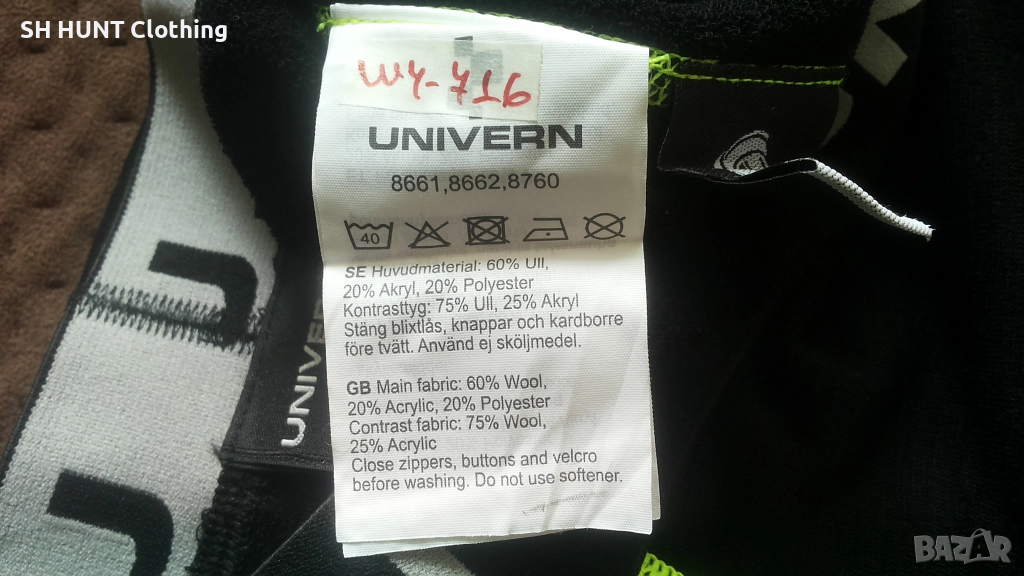 SH HUNT Clothing
WY-716
UNIVERN
8661,8662,8760
40
SE Huvudmaterial: 60% Ull,
20% Akryl, 20% Polyester
Kontrasttyg: 75% Ull, 25% Akryl
Stäng blixtlås, knappar och kardborre
före tvätt. Använd ej sköljmedel.
GB Main fabric: 60% Wool,
20% Acrylic, 20% Polyester
Contrast fabric: 75% Wool,
25% Acrylic
Close zippers, buttons and velcro
before washing. Do not use softener.
UNIVER
BAZAR